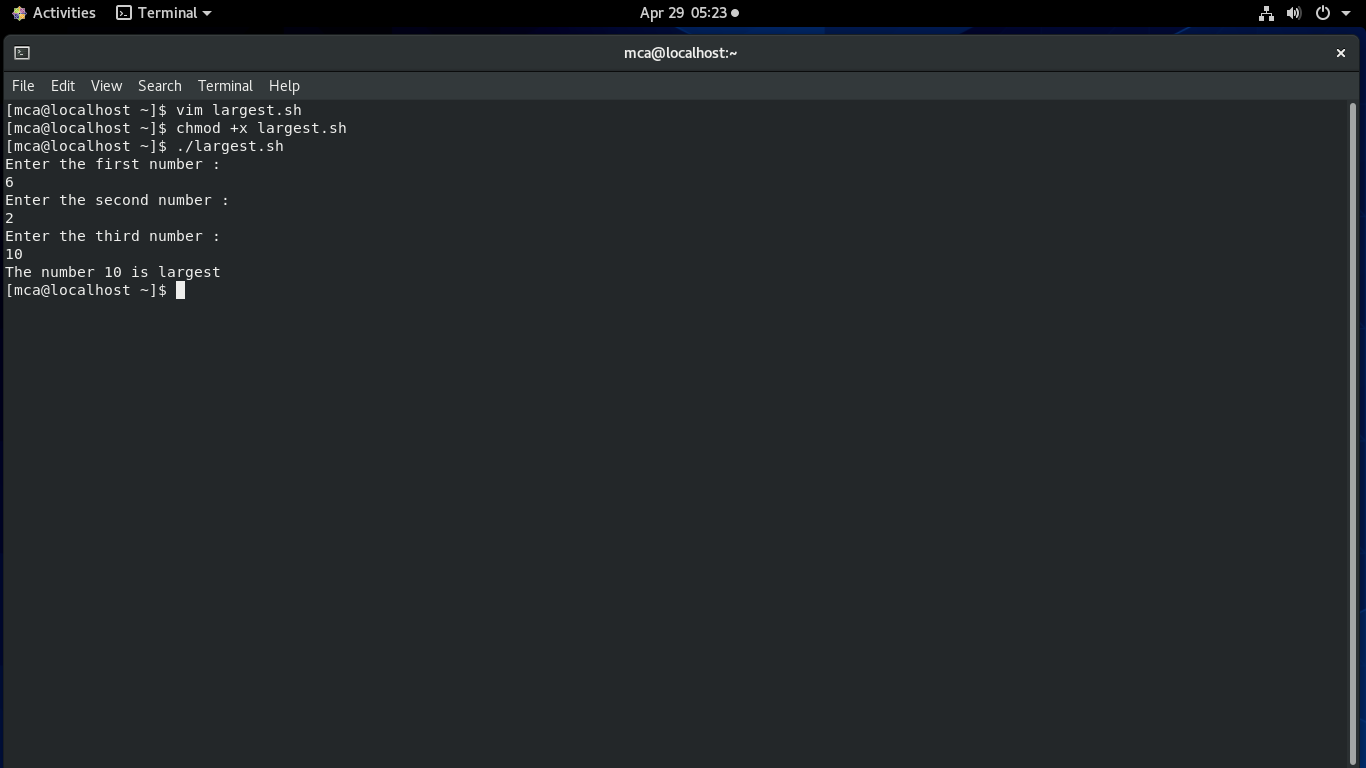 Activities Terminal Apr 29 05:23
mca@localhost:~
File Edit View Search Terminal Help
[mca@localhost ~]$ vim largest.sh
[mca@localhost ~]$ chmod +x largest.sh
[mca@localhost ~]$ ./largest.sh
Enter the first number :
6
Enter the second number :
2
Enter the third number :
10
The number 10 is largest
[mca@localhost ~]$